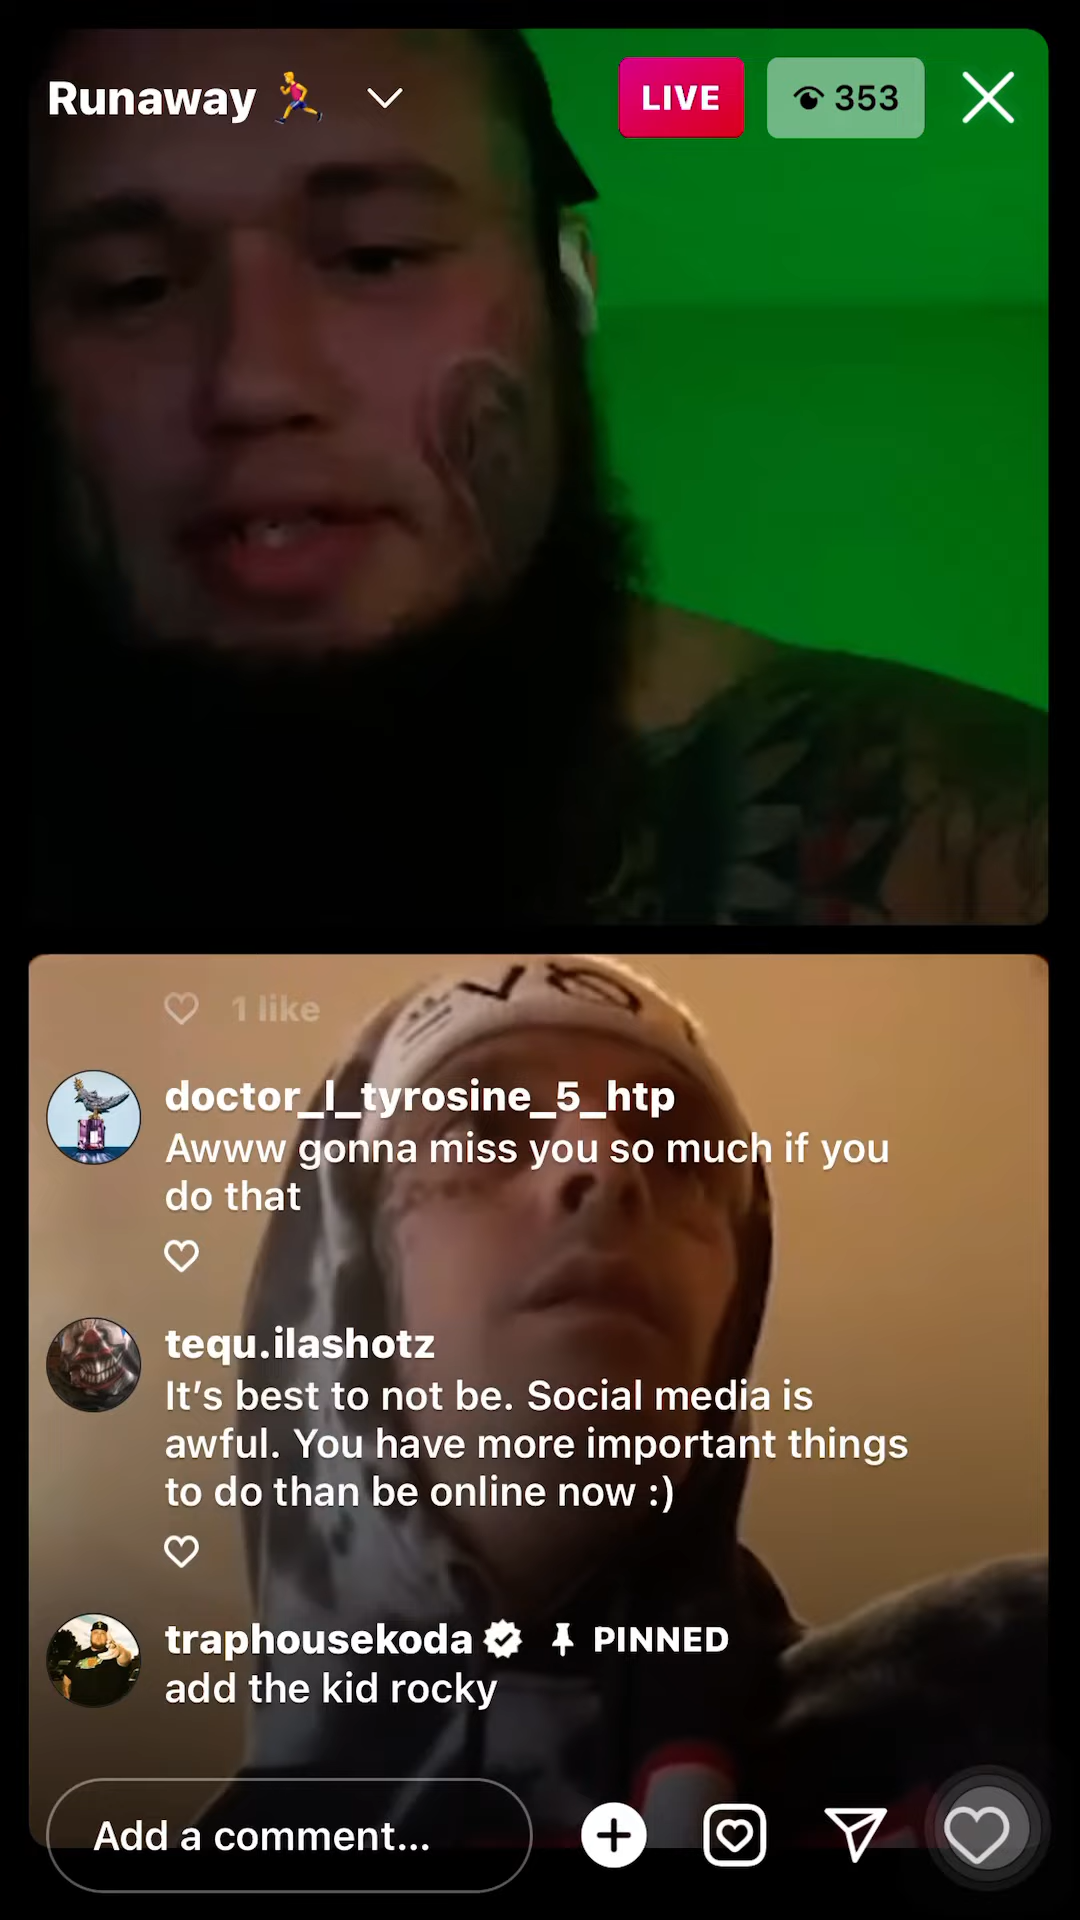 Runaway 🏃
LIVE
353
1 like
doctor_l_tyrosine_5_htp
Awww gonna miss you so much if you
do that
tequ.ilashotz
It's best to not be. Social media is
awful. You have more important things
to do than be online now :)
traphousekoda PINNED
add the kid rocky
Add a comment...